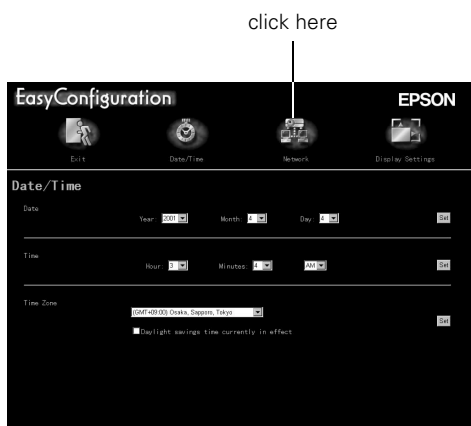 click here
EasyConfiguration
EPSON
Exit
Date/Time
Network
Display Settings
Date/Time
Date
Year: 2001 Month: 4 Day: 4 Set
Time
Hour: 3 Minutes: 4 AM Set
Time Zone
(GMT+09:00) Osaka, Sapporo, Tokyo
Set
Daylight savings time currently in effect